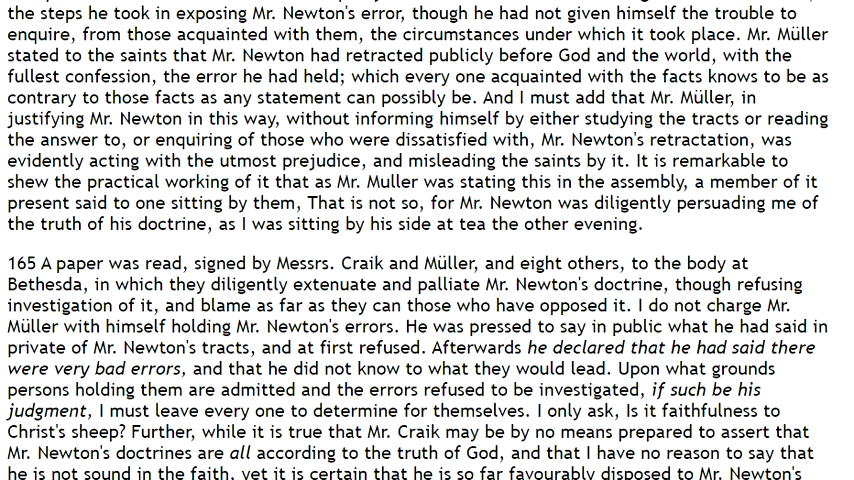 the steps he took in exposing Mr. Newton's error, though he had not given himself the trouble to
enquire, from those acquainted with them, the circumstances under which it took place. Mr. Müller
stated to the saints that Mr. Newton had retracted publicly before God and the world, with the
fullest confession, the error he had held; which every one acquainted with the facts knows to be as
contrary to those facts as any statement can possibly be. And I must add that Mr. Müller, in
justifying Mr. Newton in this way, without informing himself by either studying the tracts or reading
the answer to, or enquiring of those who were dissatisfied with, Mr. Newton's retractation, was
evidently acting with the utmost prejudice, and misleading the saints by it. It is remarkable to
shew the practical working of it that as Mr. Muller was stating this in the assembly, a member of it
present said to one sitting by them, That is not so, for Mr. Newton was diligently persuading me of
the truth of his doctrine, as I was sitting by his side at tea the other evening.
165 A paper was read, signed by Messrs. Craik and Müller, and eight others, to the body at
Bethesda, in which they diligently extenuate and palliate Mr. Newton's doctrine, though refusing
investigation of it, and blame as far as they can those who have opposed it. I do not charge Mr.
Müller with himself holding Mr. Newton's errors. He was pressed to say in public what he had said in
private of Mr. Newton's tracts, and at first refused. Afterwards he declared that he had said there
were very bad errors, and that he did not know to what they would lead. Upon what grounds
persons holding them are admitted and the errors refused to be investigated, if such be his
judgment, I must leave every one to determine for themselves. I only ask, Is it faithfulness to
Christ's sheep? Further, while it is true that Mr. Craik may be by no means prepared to assert that
Mr. Newton's doctrines are all according to the truth of God, and that I have no reason to say that
he is not sound in the faith, yet it is certain that he is so far favourably disposed to Mr. Newton's